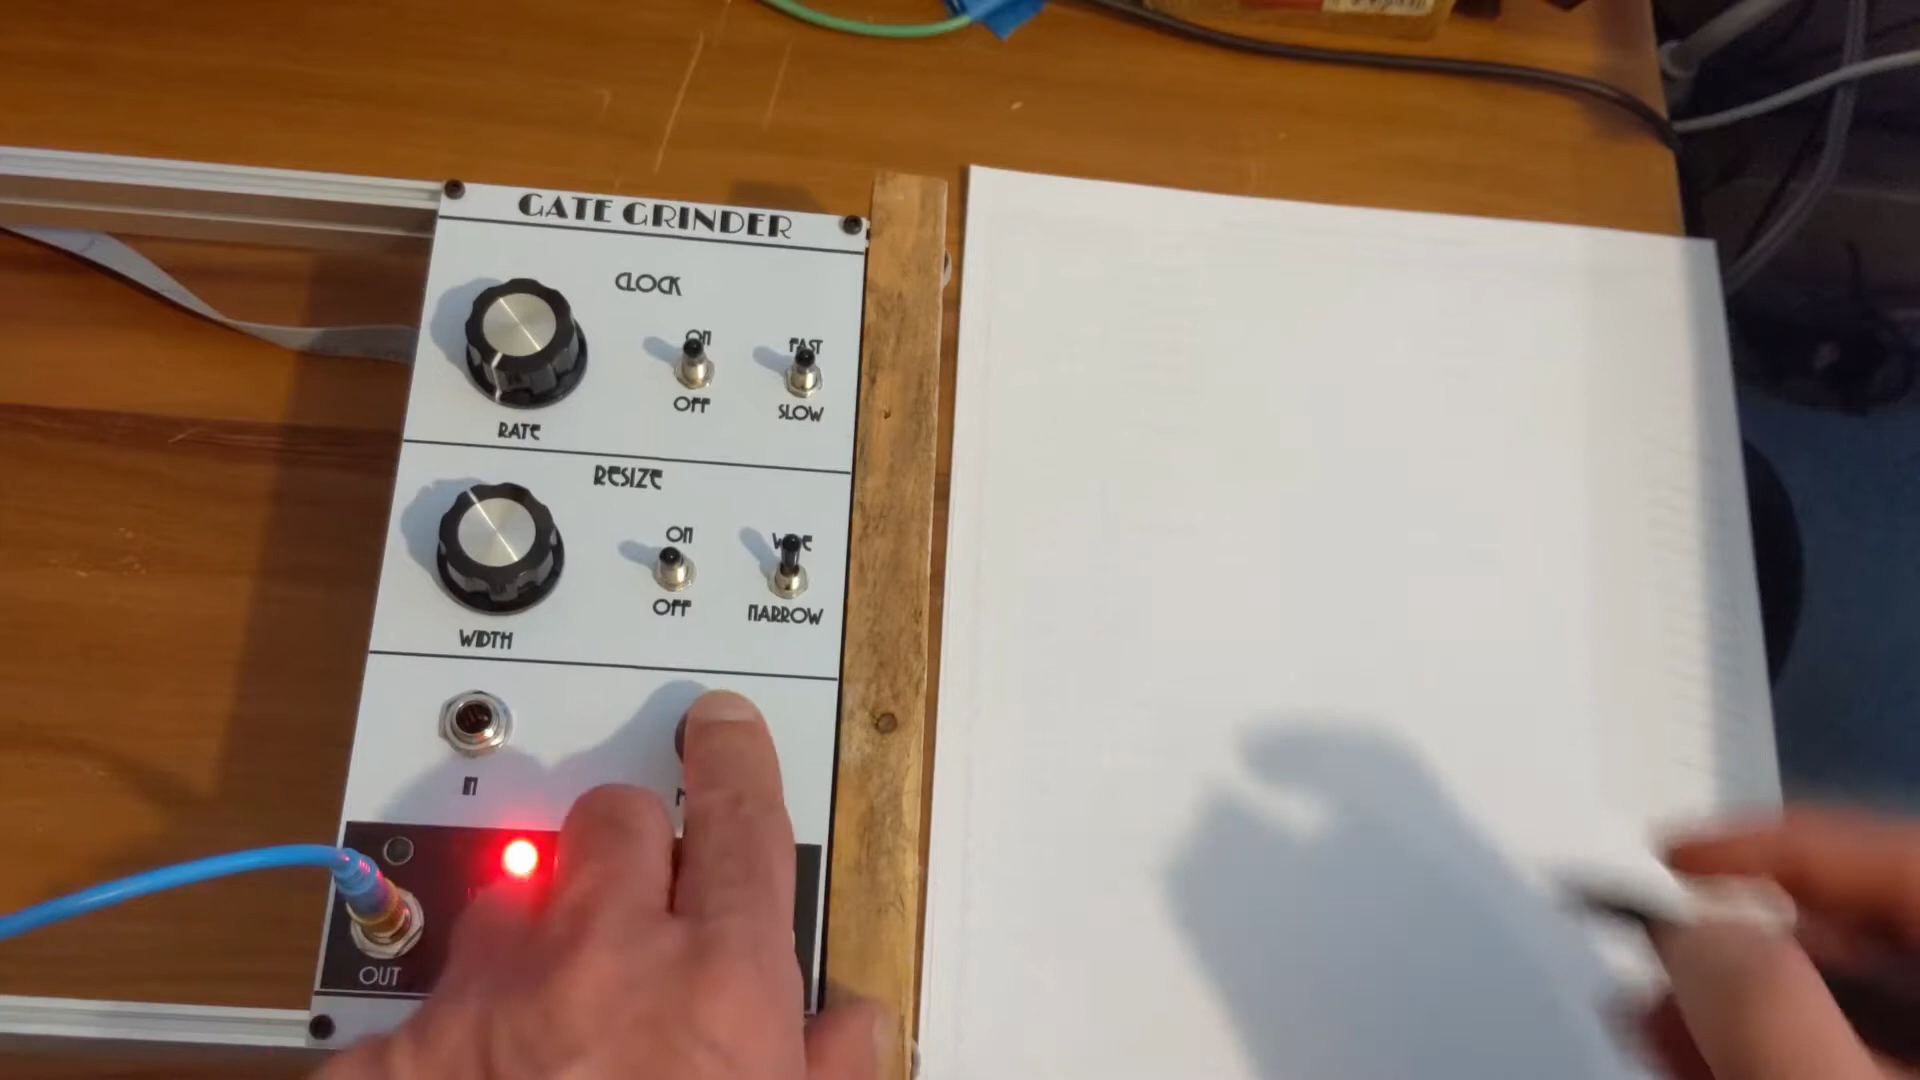 GATE GRINDER
CLOCK
ON
FAST
OFF
SLOW
RATE
RESIZE
ON
OFF
NARROW
WIDTH
IN
OUT